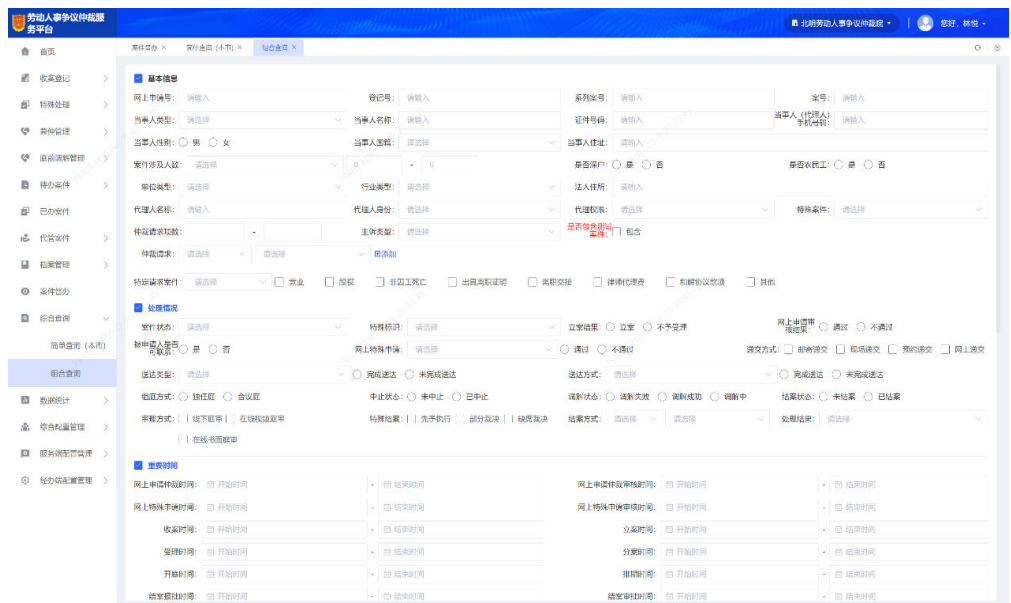 劳动人事争议仲裁服务平台
北明劳动人事争议仲裁院
您好，林悦
首页
收案登记
特殊处理
案件管理
庭前调解管理
待办案件
已办案件
代管案件
档案管理
案件督办
综合查询
简单查询（本市）
组合查询
数据统计
综合配置管理
服务端配置管理
经办端配置管理
案件督办 × 案件查询（本市） × 组合查询 ×
基本信息
网上申请号： 请输入 登记号： 请输入 系列案号： 请输入 案号： 请输入
当事人类型： 请选择 当事人名称： 请输入 证件号码： 请输入 当事人（代理人）手机号码： 请输入
当事人性别： 男 女 当事人国籍： 请选择 当事人住址： 请输入
案件涉及人数： 请选择 0 - 0 是否深户： 是 否 是否农民工： 是 否
单位类型： 请选择 行业类型： 请选择 法人住所： 请输入
代理人名称： 请输入 代理人身份： 请选择 代理权限： 请选择 特殊案件： 请选择
仲裁请求项数： - 主诉类型： 请选择 是否包含测试案件： 包含
仲裁请求： 请选择 请选择 添加
特定请求案件： 请选择 竞业 股权 非因工死亡 出具离职证明 离职交接 律师代理费 和解协议款项 其他
处理情况
案件状态： 请选择 特殊标识： 请选择 立案结果： 立案 不予受理 网上申请审核结果： 通过 不通过
被申请人是否可联系： 是 否 网上特殊申请： 请选择 通过 不通过 递交方式： 邮寄递交 现场递交 预约递交 网上递交
送达类型： 请选择 完成送达 未完成送达 送达方式： 请选择 完成送达 未完成送达
组庭方式： 独任庭 合议庭 中止状态： 未中止 已中止 调解状态： 调解失败 调解成功 调解中 结案状态： 未结案 已结案
审理方式： 线下庭审 在线视频庭审 特殊结案： 先予执行 部分裁决 缺席裁决 结案方式： 请选择 请选择 处理结果： 请选择
在线书面庭审
重要时间
网上申请仲裁时间： 开始时间 - 结束时间 网上申请仲裁审核时间： 开始时间 - 结束时间
网上特殊申请时间： 开始时间 - 结束时间 网上特殊申请审核时间： 开始时间 - 结束时间
收案时间： 开始时间 - 结束时间 立案时间： 开始时间 - 结束时间
受理时间： 开始时间 - 结束时间 分案时间： 开始时间 - 结束时间
开庭时间： 开始时间 - 结束时间 排期时间： 开始时间 - 结束时间
结案报批时间： 开始时间 - 结束时间 结案审批时间： 开始时间 - 结束时间